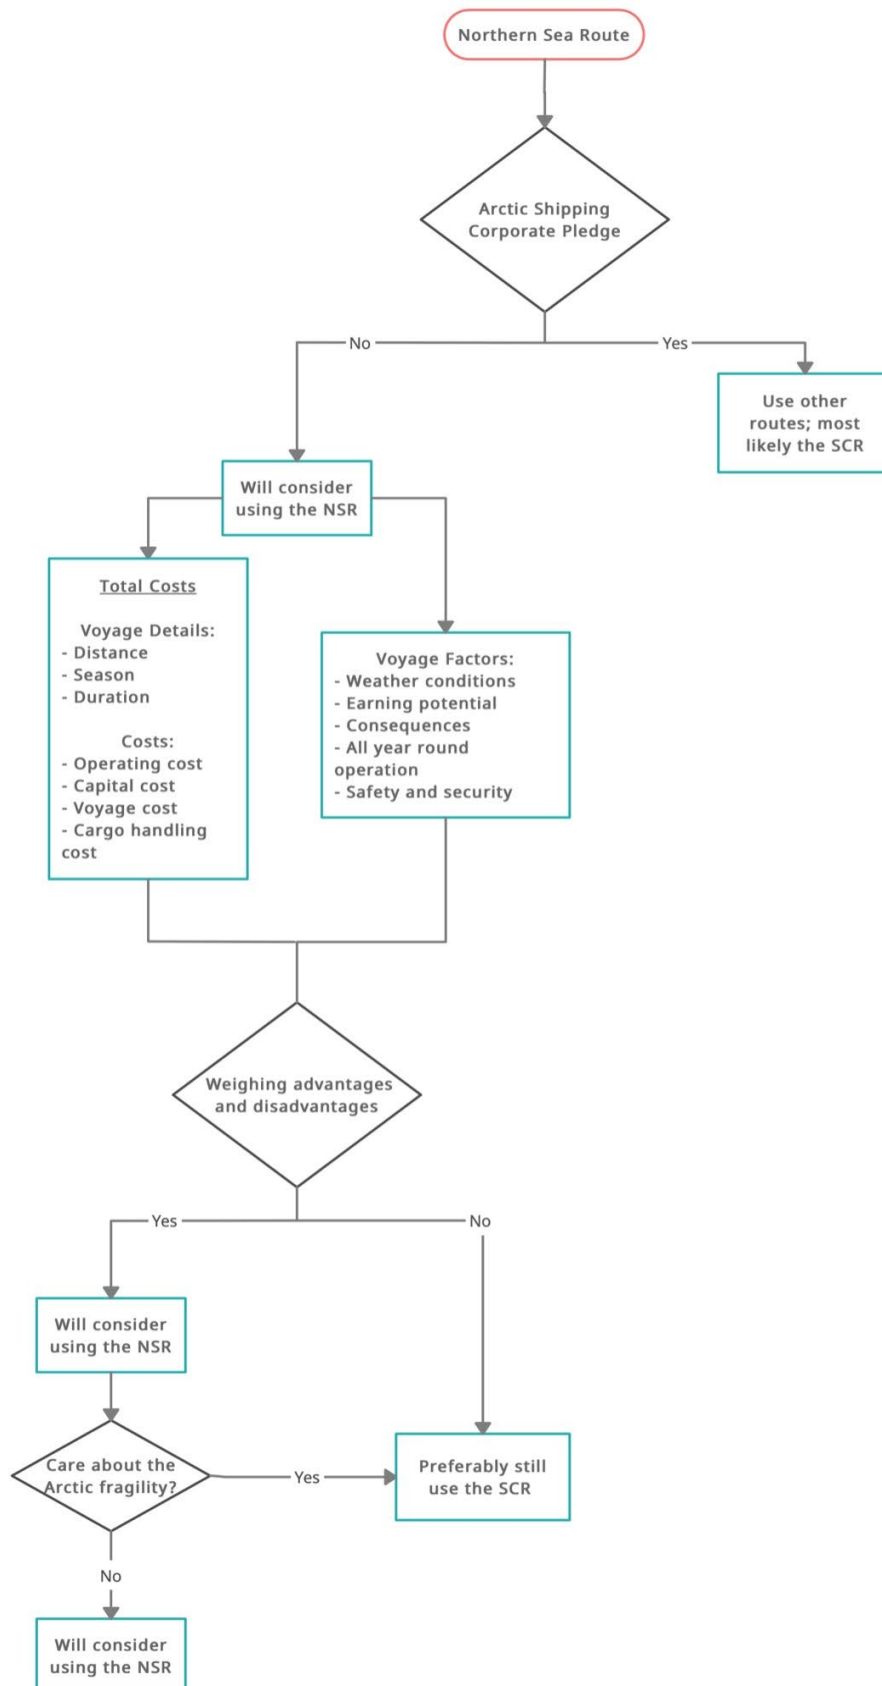 Northern Sea Route
Arctic Shipping
Corporate Pledge
No
Yes
Use other
routes; most
likely the SCR
Will consider
using the NSR
Total Costs
Voyage Details:
- Distance
- Season
- Duration
Costs:
- Operating cost
- Capital cost
- Voyage cost
- Cargo handling
cost
Voyage Factors:
- Weather conditions
- Earning potential
- Consequences
- All year round
operation
- Safety and security
Weighing advantages
and disadvantages
Yes
No
Will consider
using the NSR
Care about the
Arctic fragility?
Yes
Preferably still
use the SCR
No
Will consider
using the NSR